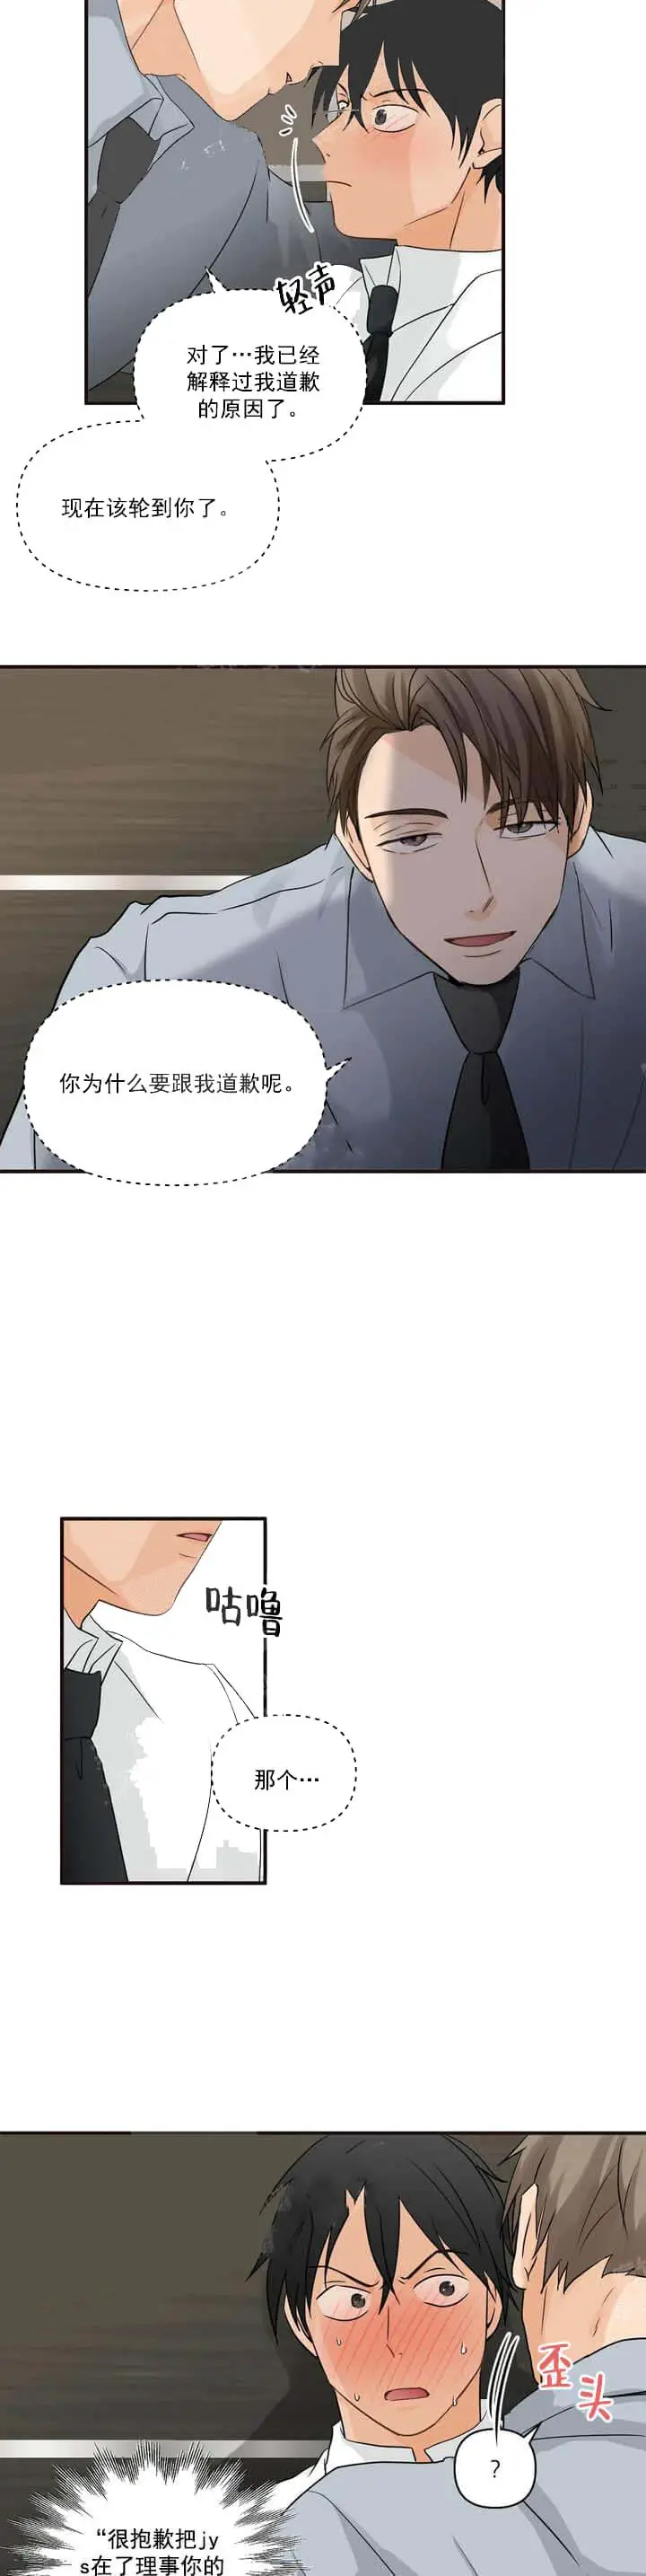 轻声
对了…我已经
解释过我道歉
的原因了。
现在该轮到你了。
你为什么要跟我道歉呢。
咕噜
那个…
歪头
?
“很抱歉把jy
s在了理事你的